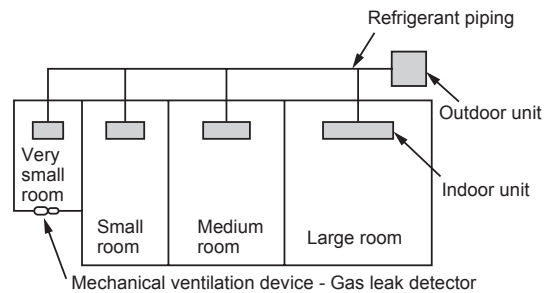 Refrigerant piping
Outdoor unit
Very
small
room
Indoor unit
Small
room
Medium
room
Large room
Mechanical ventilation device - Gas leak detector